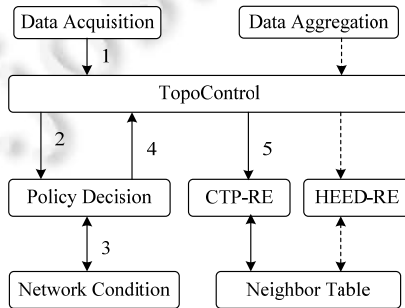 Data Acquisition
Data Aggregation
1
TopoControl
2
4
5
Policy Decision
CTP-RE
HEED-RE
3
Network Condition
Neighbor Table